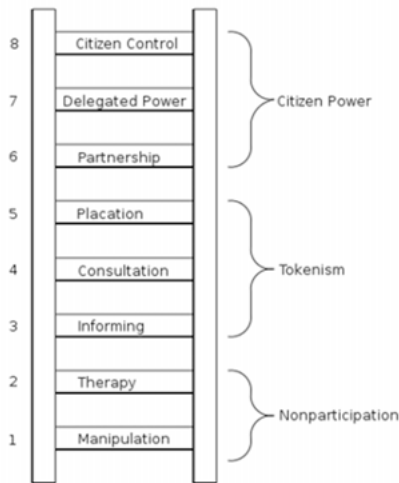 8 Citizen Control
7 Delegated Power
Citizen Power
6 Partnership
5 Placation
4 Consultation
Tokenism
3 Informing
2 Therapy
Nonparticipation
1 Manipulation